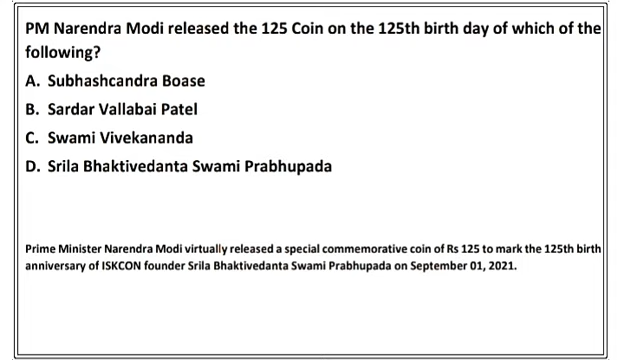 PM Narendra Modi released the 125 Coin on the 125th birth day of which of the
following?
A. Subhashcandra Boase
B. Sardar Vallabai Patel
C. Swami Vivekananda
D. Srila Bhaktivedanta Swami Prabhupada
Prime Minister Narendra Modi virtually released a special commemorative coin of Rs 125 to mark the 125th birth
anniversary of ISKCON founder Srila Bhaktivedanta Swami Prabhupada on September 01, 2021.